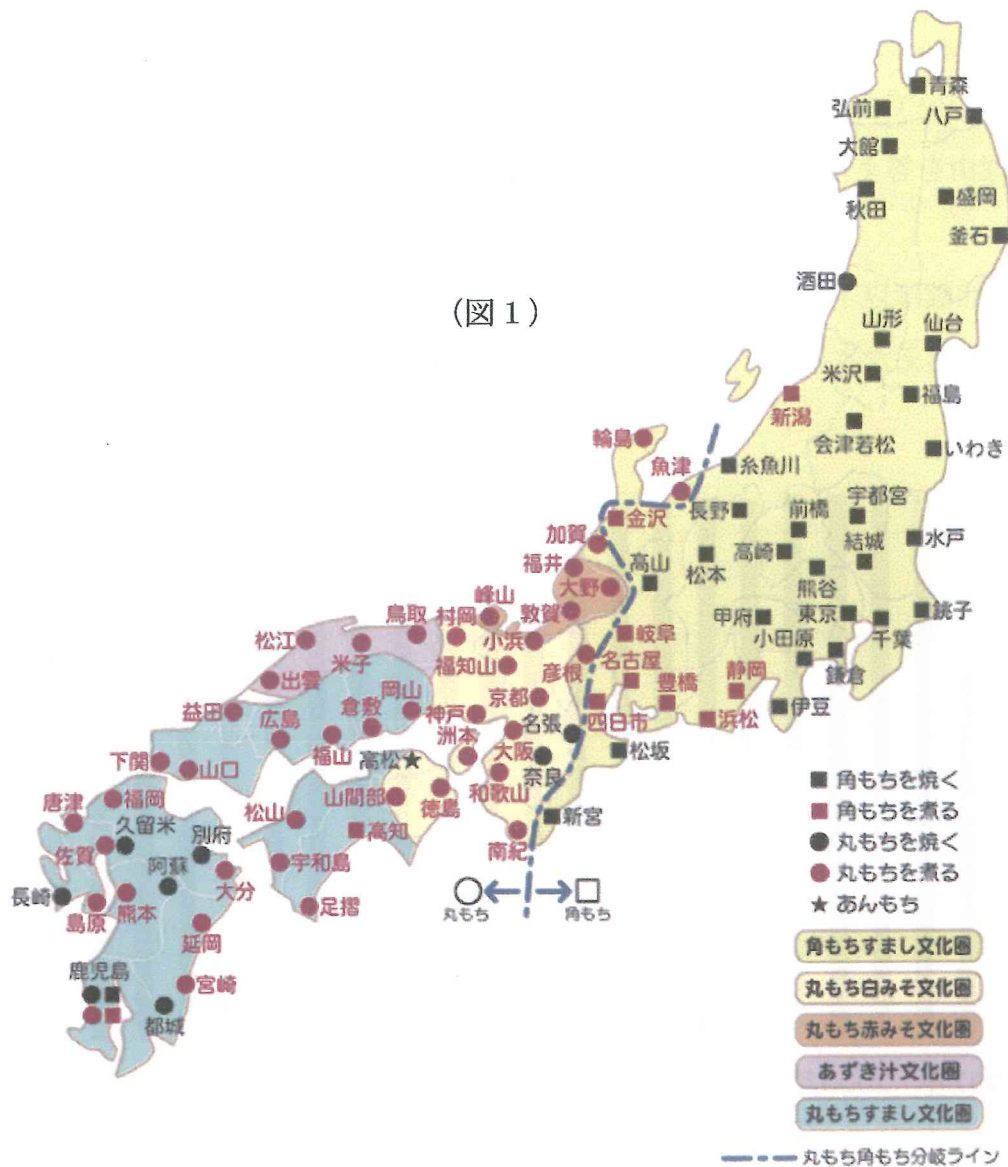 青森
弘前
八戸
大館
秋田
盛岡
釜石
酒田
(図1)
山形
仙台
米沢
福島
新潟
会津若松
いわき
輪島
魚津
糸魚川
金沢
長野
前橋
宇都宮
加賀
高山
松本
高崎
結城
水戸
福井
大野
熊谷
峰山
敦賀
甲府
東京
銚子
鳥取
村岡
小浜
岐阜
小田原
千葉
松江
米子
福知山
彦根
名古屋
静岡
鎌倉
出雲
岡山
京都
豊橋
伊豆
益田
広島
倉敷
神戸
名張
四日市
浜松
洲本
福山
高松
大阪
奈良
松坂
下関
山口
山間部
徳島
和歌山
唐津
福岡
松山
高知
新宮
久留米
別府
南紀
佐賀
阿蘇
宇和島
長崎
大分
島原
熊本
足摺
丸もち
角もち
延岡
鹿児島
宮崎
都城
角もちを焼く
角もちを煮る
丸もちを焼く
丸もちを煮る
あんもち
角もちすまし文化圏
丸もち白みそ文化圏
丸もち赤みそ文化圏
あずき汁文化圏
丸もちすまし文化圏
丸もち角もち分岐ライン